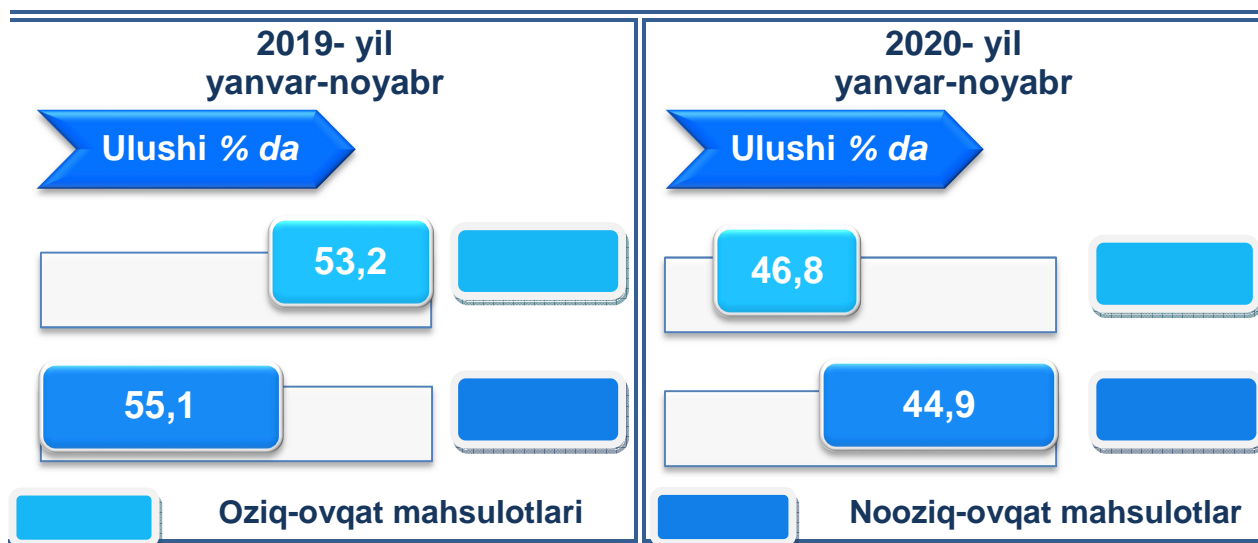 2019- yil
yanvar-noyabr
Ulushi % da
53,2
55,1
2020- yil
yanvar-noyabr
Ulushi % da
46,8
44,9
Oziq-ovqat mahsulotlari
Nooziq-ovqat mahsulotlar